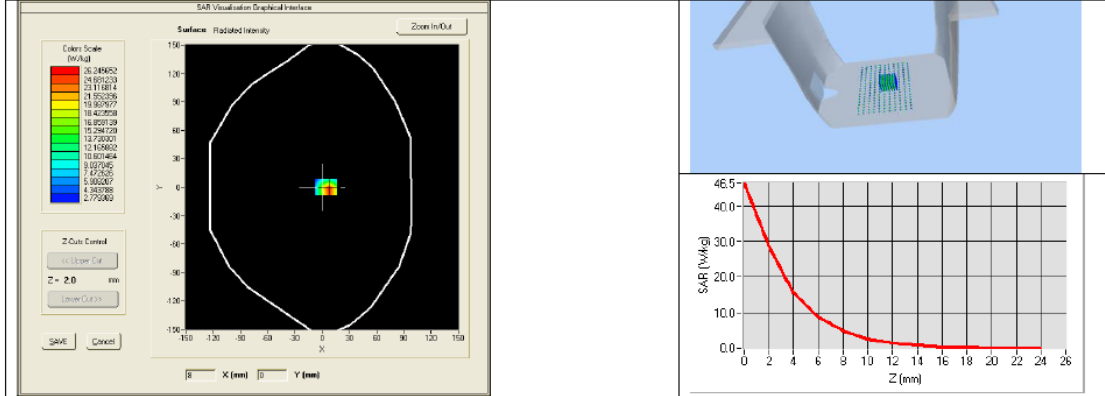 SAR Visualisation Graphical Interface
Surface Radiated Intensity
Zoom In/Out
Colors Scale
(W/kg)
26.245652
24.681233
23.116814
21.552396
19.987977
18.423558
16.859139
15.294720
13.730301
12.165882
10.601464
9.037045
7.472626
5.908207
4.343788
2.779369
Z-Cuts Control
<< Upper Cut
Z = 2.0 mm
Lower Cut >>
SAVE Cancel
150
120
90
60
30
0
-30
-60
-90
-120
-150
Y
-150 -120 -90 -60 -30 0 30 60 90 120 150
X
8 X (mm) 0 Y (mm)
46.5
40.0
30.0
20.0
10.0
0.0
SAR (W/kg)
0 2 4 6 8 10 12 14 16 18 20 22 24 26
Z (mm)